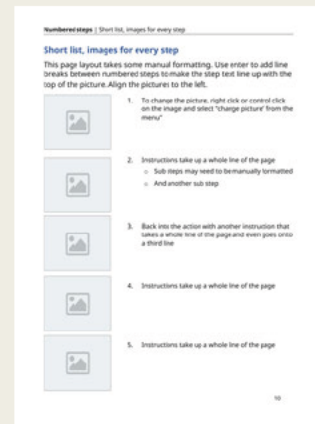 Numbered steps | Short list, images for every step
Short list, images for every step
This page layout takes some manual formatting. Use enter to add line
breaks between numbered steps to make the step text line up with the
top of the picture. Align the pictures to the left.
1. To change the picture, right click or control click
on the image and select "charge picture' from the
menu"
2. Instructions take up a whole line of the page
○ Sub steps may need to be manually formatted
○ And another sub step
3. Back into the action with another instruction that
takes a whole line of the page and even goes onto
a third line
4. Instructions take up a whole line of the page
5. Instructions take up a whole line of the page
10